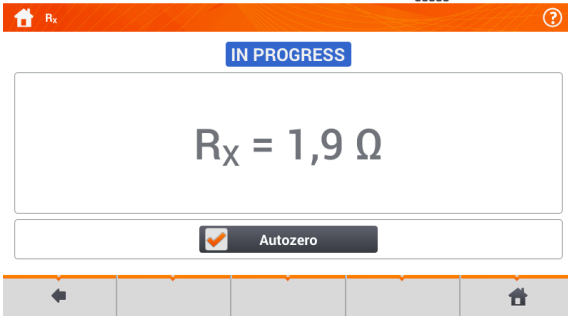 Rx
?
IN PROGRESS
Rx = 1,9 Ω
Autozero